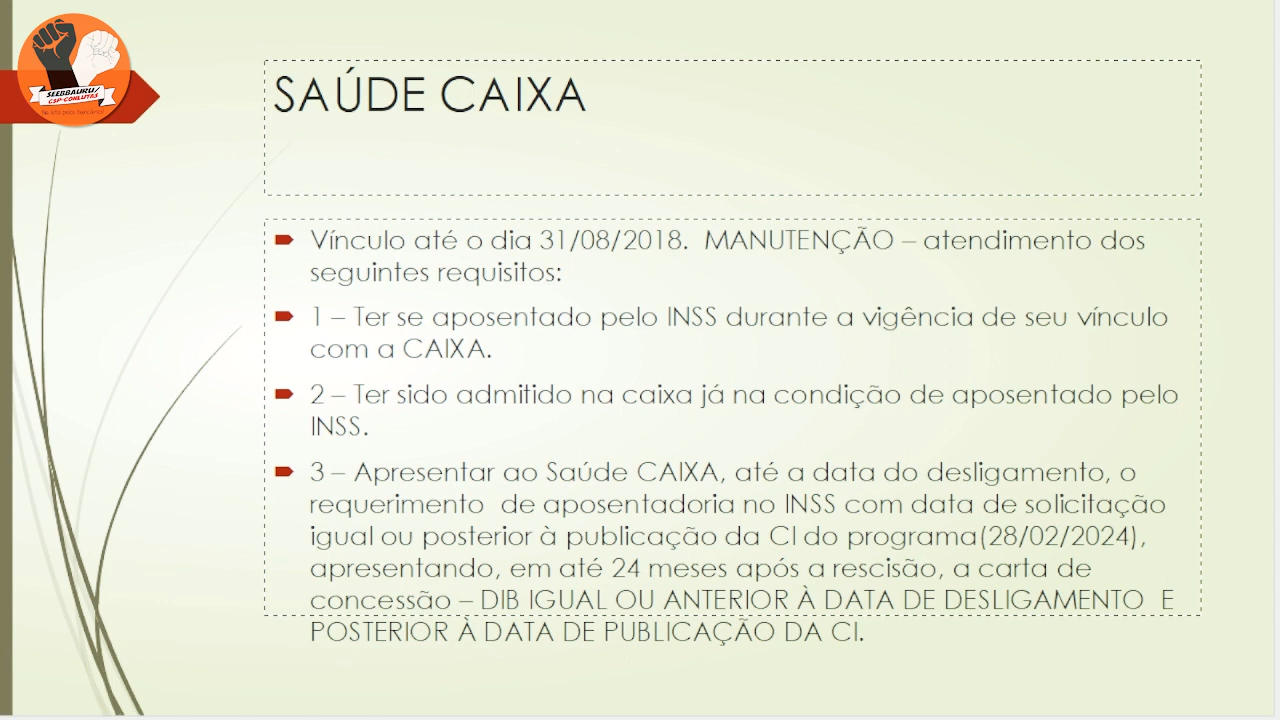 SEEBBAURU/
CSP-CONLUTAS
Na luta pelos bancários!
SAÚDE CAIXA
Vínculo até o dia 31/08/2018. MANUTENÇÃO – atendimento dos
seguintes requisitos:
1 – Ter se aposentado pelo INSS durante a vigência de seu vínculo
com a CAIXA.
2 – Ter sido admitido na caixa já na condição de aposentado pelo
INSS.
3 – Apresentar ao Saúde CAIXA, até a data do desligamento, o
requerimento de aposentadoria no INSS com data de solicitação
igual ou posterior à publicação da CI do programa(28/02/2024),
apresentando, em até 24 meses após a rescisão, a carta de
concessão – DIB IGUAL OU ANTERIOR À DATA DE DESLIGAMENTO E
POSTERIOR À DATA DE PUBLICAÇÃO DA CI.